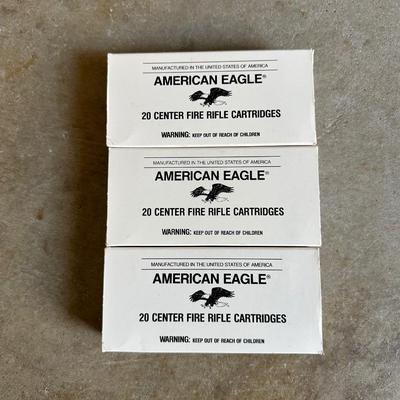 MANUFACTURED IN THE UNITED STATES OF AMERICA
AMERICAN EAGLE®
20 CENTER FIRE RIFLE CARTRIDGES
WARNING: KEEP OUT OF REACH OF CHILDREN
MANUFACTURED IN THE UNITED STATES OF AMERICA
AMERICAN EAGLE®
20 CENTER FIRE RIFLE CARTRIDGES
WARNING: KEEP OUT OF REACH OF CHILDREN
MANUFACTURED IN THE UNITED STATES OF AMERICA
AMERICAN EAGLE®
20 CENTER FIRE RIFLE CARTRIDGES
WARNING: KEEP OUT OF REACH OF CHILDREN